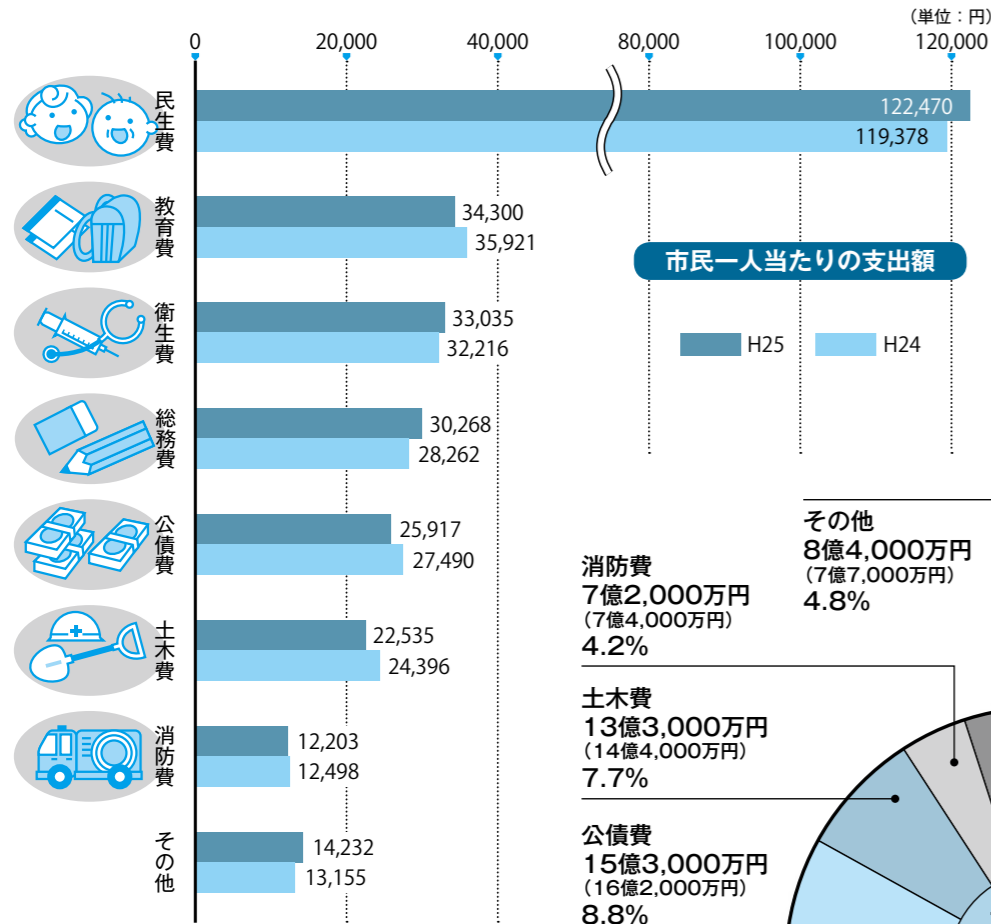 (単位：円)
0 20,000 40,000 80,000 100,000 120,000
民生費
122,470
119,378
教育費
34,300
35,921
市民一人当たりの支出額
H25 H24
衛生費
33,035
32,216
総務費
30,268
28,262
公債費
25,917
27,490
土木費
22,535
24,396
消防費
12,203
12,498
その他
14,232
13,155
その他
8億4,000万円
(7億7,000万円)
4.8%
消防費
7億2,000万円
(7億4,000万円)
4.2%
土木費
13億3,000万円
(14億4,000万円)
7.7%
公債費
15億3,000万円
(16億2,000万円)
8.8%